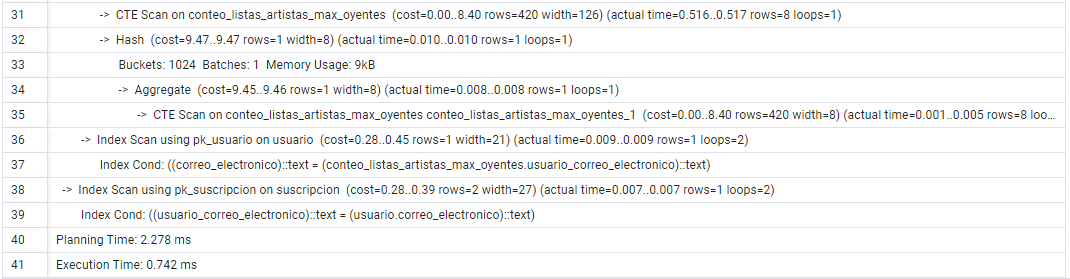 31 -> CTE Scan on conteo_listas_artistas_max_oyentes (cost=0.00..8.40 rows=420 width=126) (actual time=0.516..0.517 rows=8 loops=1)
32 -> Hash (cost=9.47..9.47 rows=1 width=8) (actual time=0.010..0.010 rows=1 loops=1)
33 Buckets: 1024 Batches: 1 Memory Usage: 9kB
34 -> Aggregate (cost=9.45..9.46 rows=1 width=8) (actual time=0.008..0.008 rows=1 loops=1)
35 -> CTE Scan on conteo_listas_artistas_max_oyentes conteo_listas_artistas_max_oyentes_1 (cost=0.00..8.40 rows=420 width=8) (actual time=0.001..0.005 rows=8 loo...
36 -> Index Scan using pk_usuario on usuario (cost=0.28..0.45 rows=1 width=21) (actual time=0.009..0.009 rows=1 loops=2)
37 Index Cond: ((correo_electronico)::text = (conteo_listas_artistas_max_oyentes.usuario_correo_electronico)::text)
38 -> Index Scan using pk_suscripcion on suscripcion (cost=0.28..0.39 rows=2 width=27) (actual time=0.007..0.007 rows=1 loops=2)
39 Index Cond: ((usuario_correo_electronico)::text = (usuario.correo_electronico)::text)
40 Planning Time: 2.278 ms
41 Execution Time: 0.742 ms